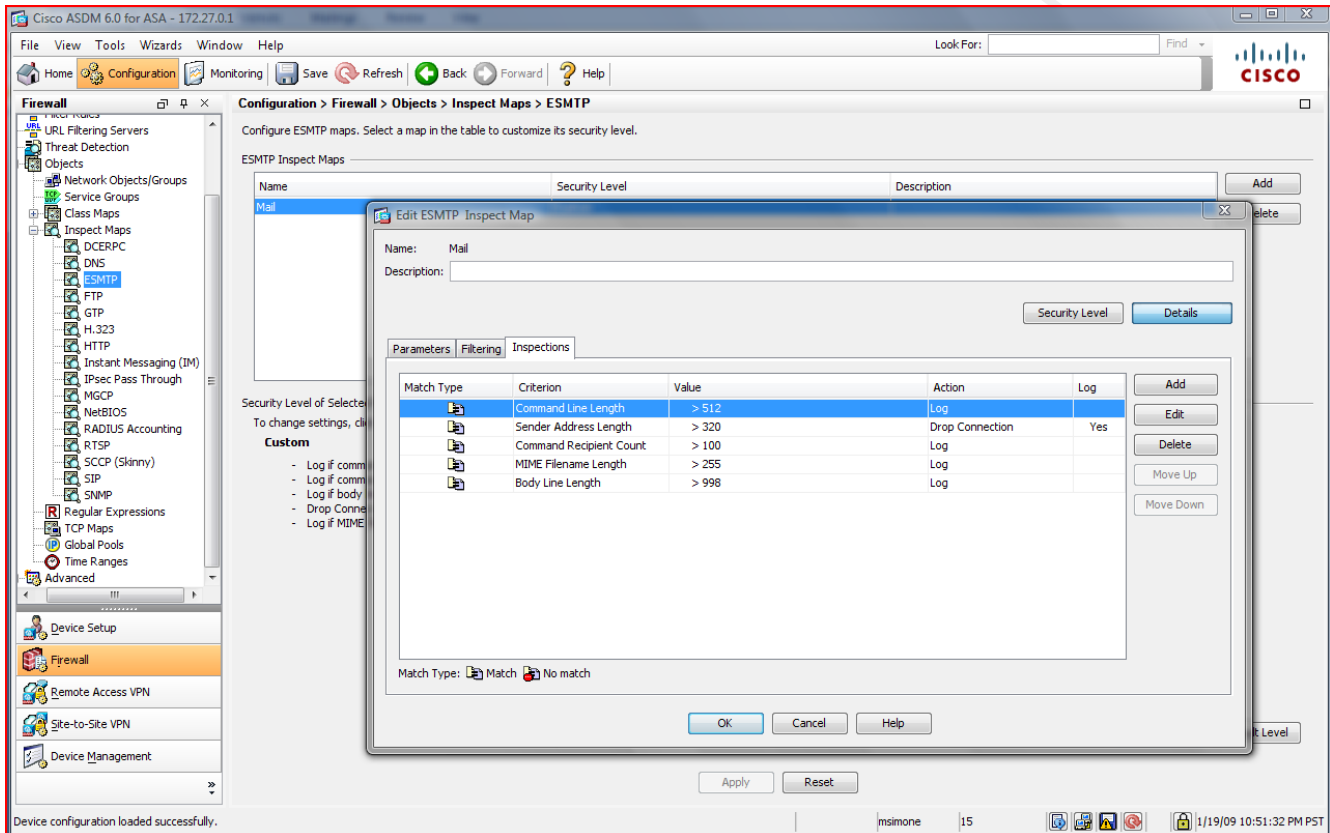 Cisco ASDM 6.0 for ASA - 172.27.0.1
File View Tools Wizards Window Help
Look For:
Find
Home Configuration Monitoring Save Refresh Back Forward Help
CISCO
Firewall
Filter Rules
URL Filtering Servers
Threat Detection
Objects
Network Objects/Groups
Service Groups
Class Maps
Inspect Maps
DCERPC
DNS
ESMTP
FTP
GTP
H.323
HTTP
Instant Messaging (IM)
IPsec Pass Through
MGCP
NetBIOS
RADIUS Accounting
RTSP
SCCP (Skinny)
SIP
SNMP
Regular Expressions
TCP Maps
Global Pools
Time Ranges
Advanced
Device Setup
Firewall
Remote Access VPN
Site-to-Site VPN
Device Management
Configuration > Firewall > Objects > Inspect Maps > ESMTP
Configure ESMTP maps. Select a map in the table to customize its security level.
ESMTP Inspect Maps
Name Security Level Description
Mail
Add
elete
Security Level of Selecte
To change settings, cli
Custom
- Log if comm
- Log if comm
- Log if body
- Drop Conne
- Log if MIME
t Level
Edit ESMTP Inspect Map
Name: Mail
Description:
Security Level Details
Parameters Filtering Inspections
Match Type Criterion Value Action Log
Command Line Length > 512 Log
Sender Address Length > 320 Drop Connection Yes
Command Recipient Count > 100 Log
MIME Filename Length > 255 Log
Body Line Length > 998 Log
Add
Edit
Delete
Move Up
Move Down
Match Type: Match No match
OK Cancel Help
Apply Reset
Device configuration loaded successfully.
msimone 15 1/19/09 10:51:32 PM PST